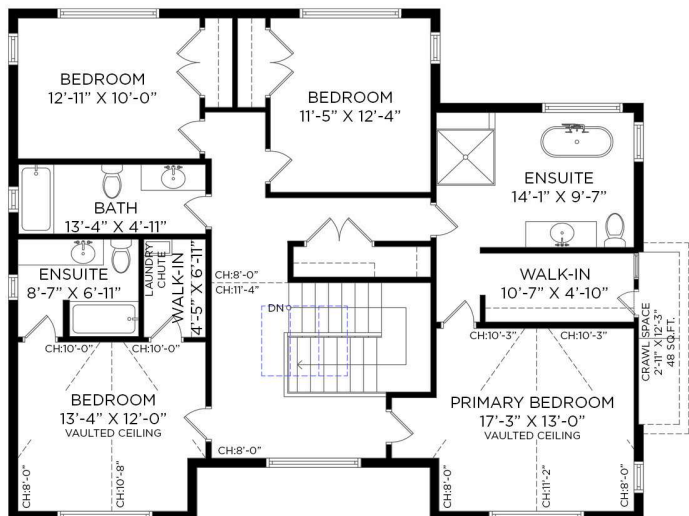 BEDROOM
12'-11" X 10'-0"
BEDROOM
11'-5" X 12'-4"
ENSUITE
14'-1" X 9'-7"
BATH
13'-4" X 4'-11"
ENSUITE
8'-7" X 6'-11"
LAUNDRY
CHUTE
WALK-IN
4'-5" X 6'-11"
CH:8'-0"
CH:11'-4"
WALK-IN
10'-7" X 4'-10"
CRAWL SPACE
2'-11" X 12'-3"
48 SQ.FT.
DN
CH:10'-0"
CH:10'-0"
CH:10'-3"
CH:10'-3"
BEDROOM
13'-4" X 12'-0"
VAULTED CEILING
PRIMARY BEDROOM
17'-3" X 13'-0"
VAULTED CEILING
CH:8'-0"
CH:10'-8"
CH:8'-0"
CH:8'-0"
CH:11'-2"
CH:8'-0"